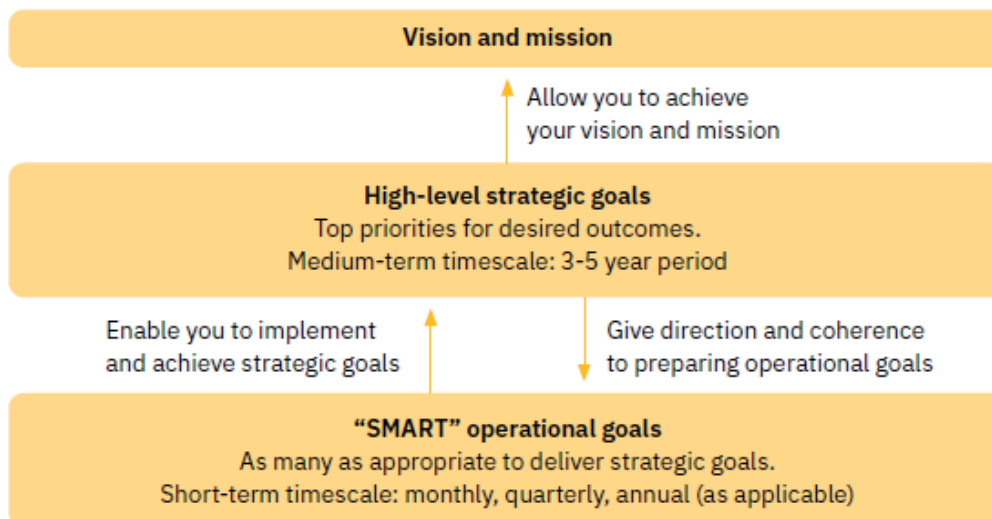 Vision and mission
Allow you to achieve
your vision and mission
High-level strategic goals
Top priorities for desired outcomes.
Medium-term timescale: 3-5 year period
Enable you to implement
and achieve strategic goals
Give direction and coherence
to preparing operational goals
“SMART” operational goals
As many as appropriate to deliver strategic goals.
Short-term timescale: monthly, quarterly, annual (as applicable)